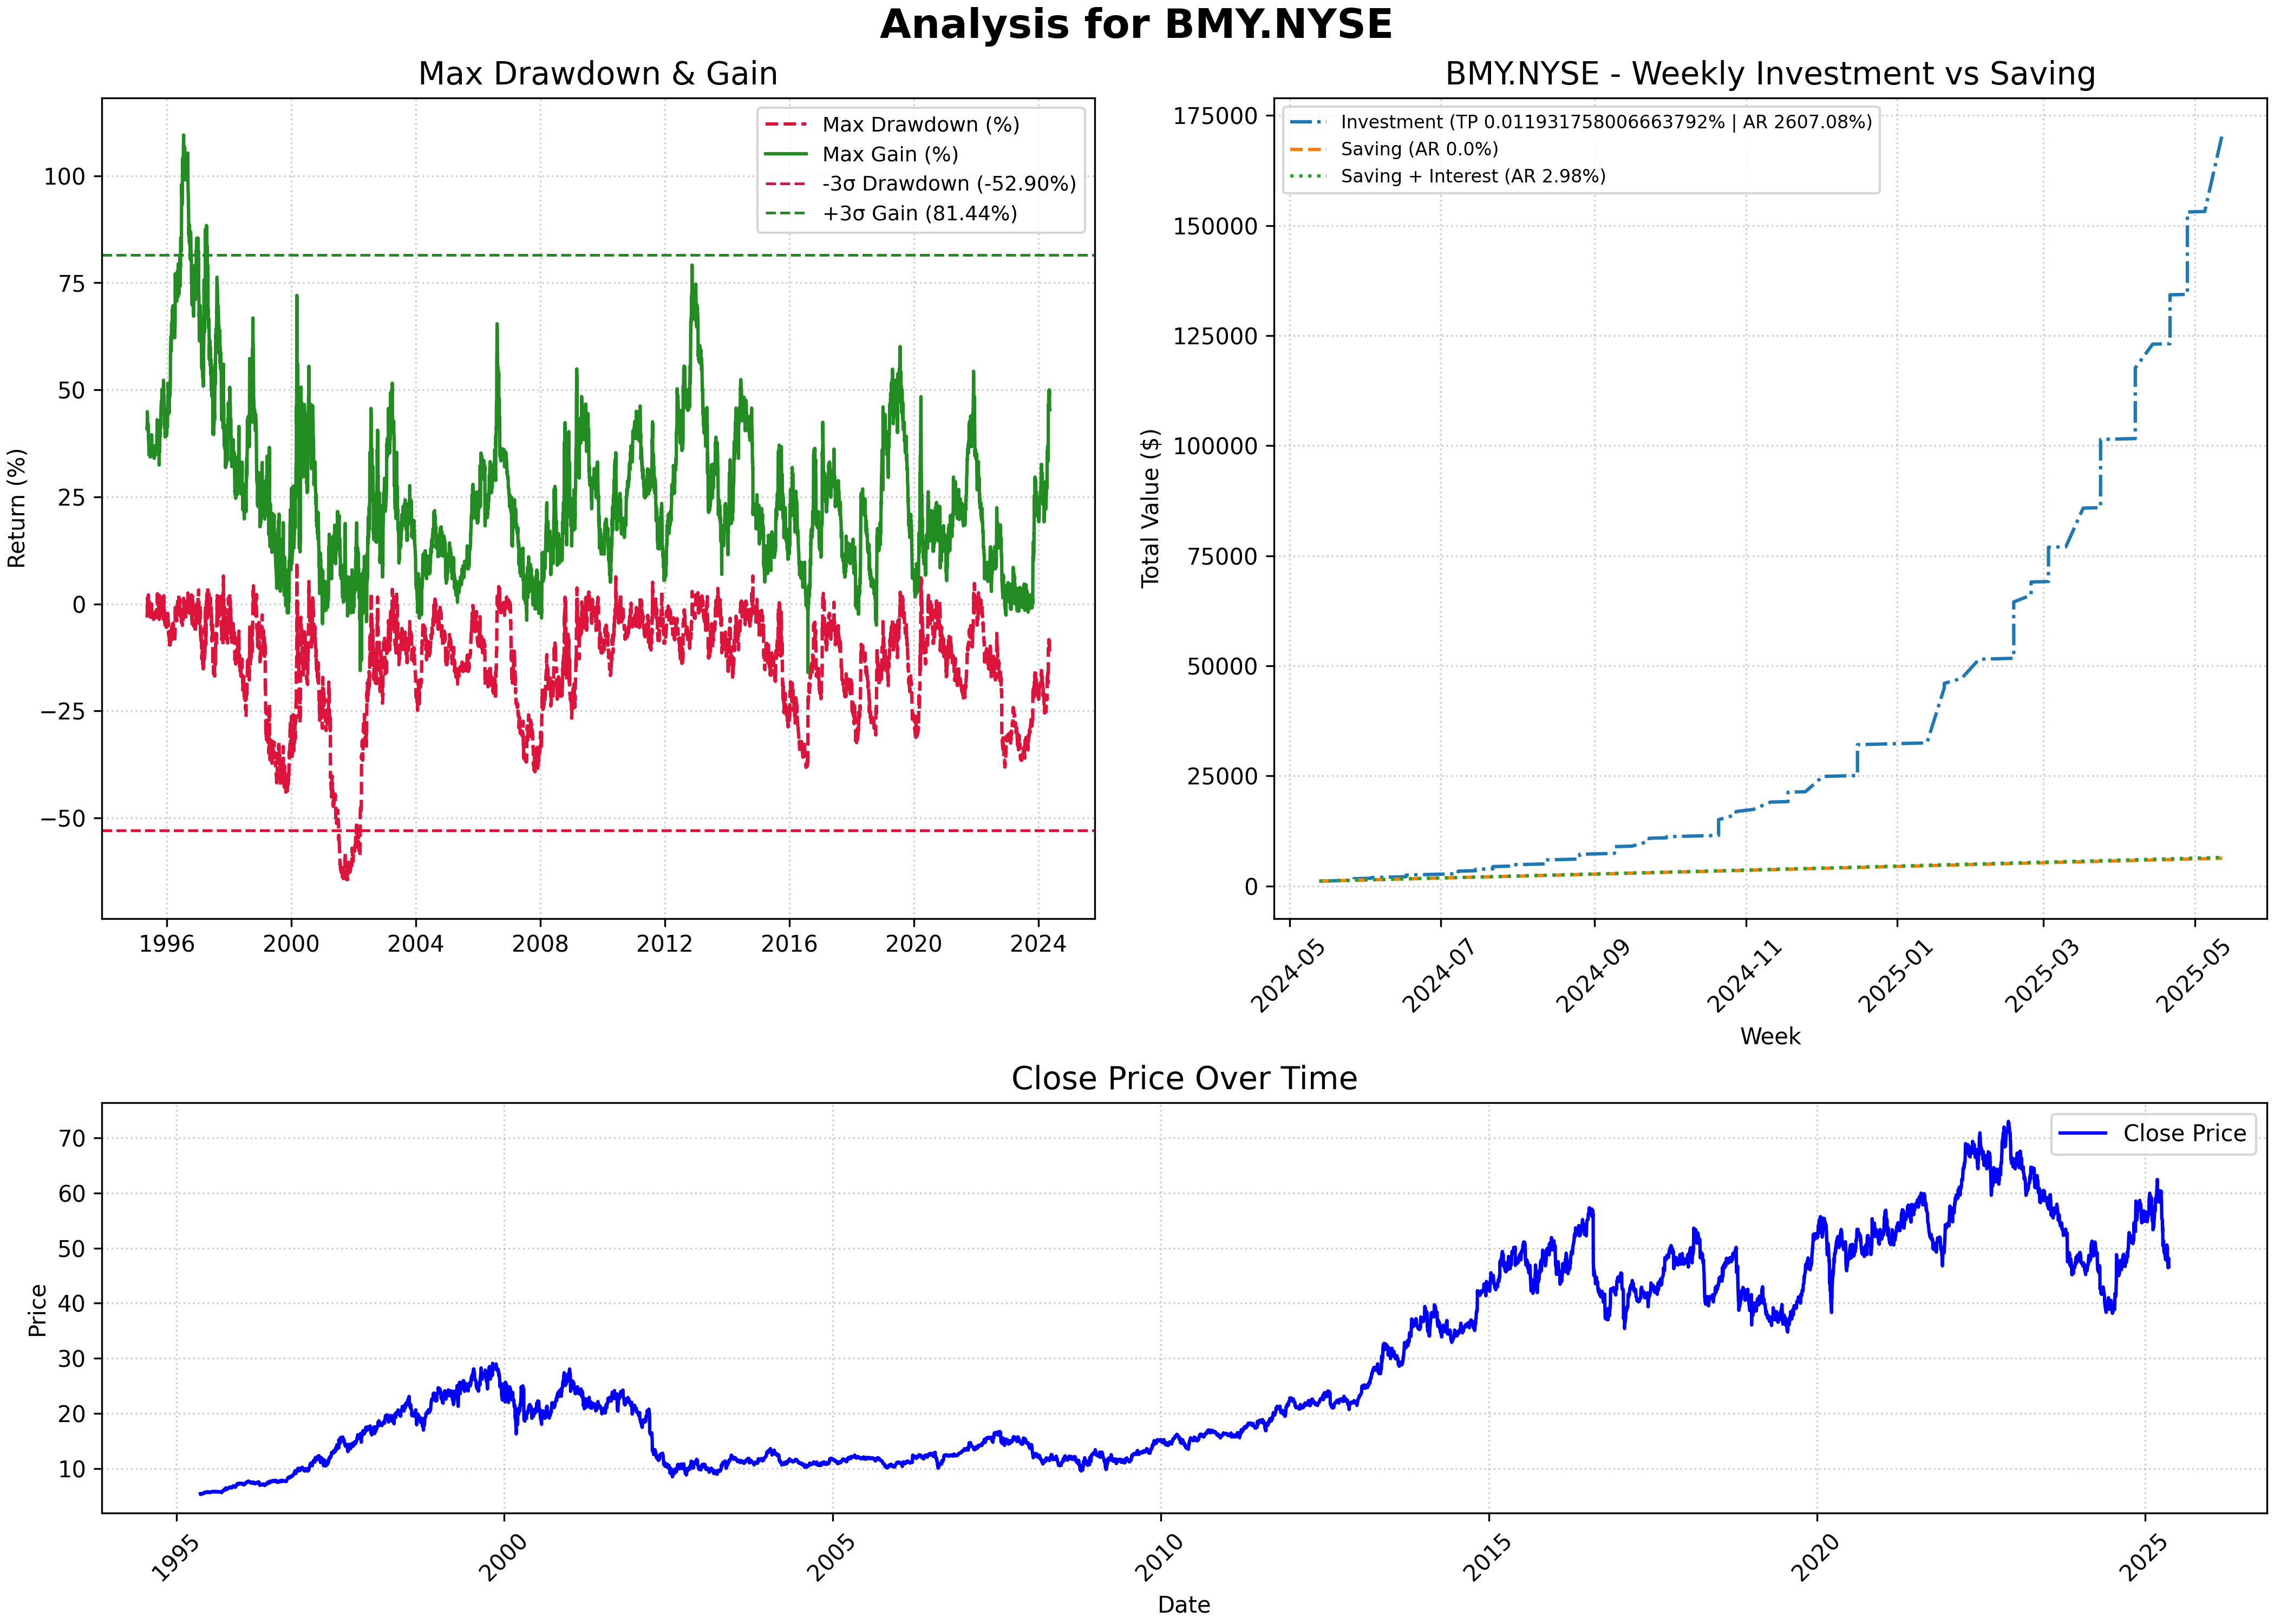 Analysis for BMY.NYSE
Max Drawdown & Gain
Return (%)
100
75
50
25
0
−25
−50
1996
2000
2004
2008
2012
2016
2020
2024
Max Drawdown (%)
Max Gain (%)
-3σ Drawdown (-52.90%)
+3σ Gain (81.44%)
BMY.NYSE - Weekly Investment vs Saving
Total Value ($)
175000
150000
125000
100000
75000
50000
25000
0
Investment (TP 0.011931758006663792% | AR 2607.08%)
Saving (AR 0.0%)
Saving + Interest (AR 2.98%)
2024-05
2024-07
2024-09
2024-11
2025-01
2025-03
2025-05
Week
Close Price Over Time
Price
70
60
50
40
30
20
10
Close Price
1995
2000
2005
2010
2015
2020
2025
Date